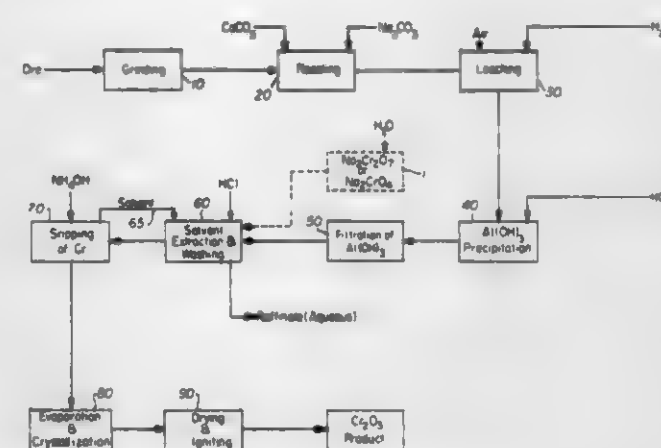 CaCO3
Na2CO3
Air
Ore
Grinding
10
Roasting
20
Leaching
30
H2O
Na2Cr2O7
or
Na2CrO4
NH4OH
Solvent
65
HCl
70
Stripping
of Cr
60
Solvent
Extraction &
Washing
50
Filtration of
Al(OH)3
40
Al(OH)3
Precipitation
Raffinate (Aqueous)
80
Evaporation
&
Crystallization
90
Drying
&
Igniting
Cr2O3
Product